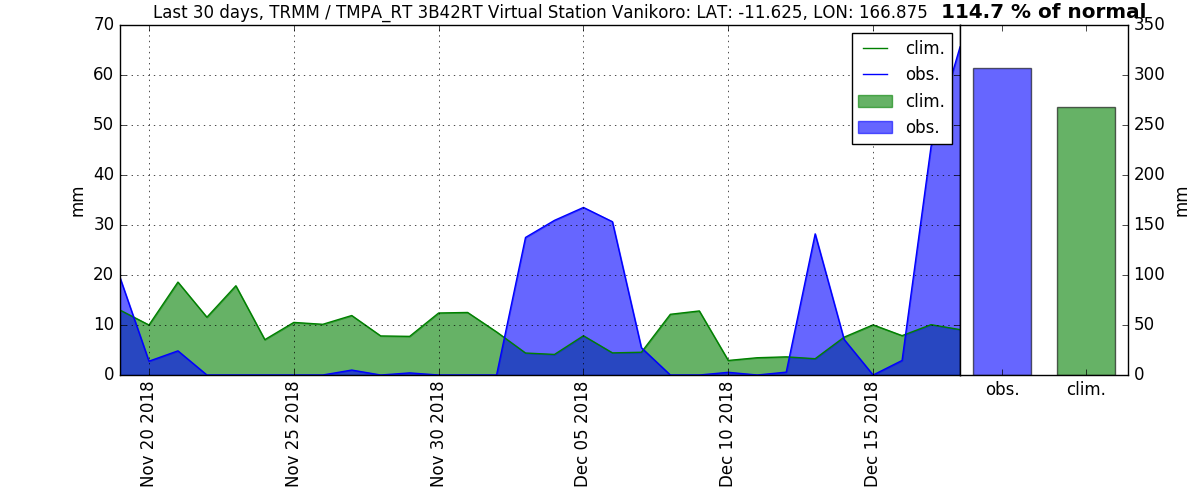 Last 30 days, TRMM / TMPA_RT 3B42RT Virtual Station Vanikoro: LAT: -11.625, LON: 166.875 114.7 % of normal
70
60
50
40
30
20
10
0
mm
clim.
obs.
clim.
obs.
350
300
250
200
150
100
50
0
mm
Nov 20 2018
Nov 25 2018
Nov 30 2018
Dec 05 2018
Dec 10 2018
Dec 15 2018
obs.
clim.